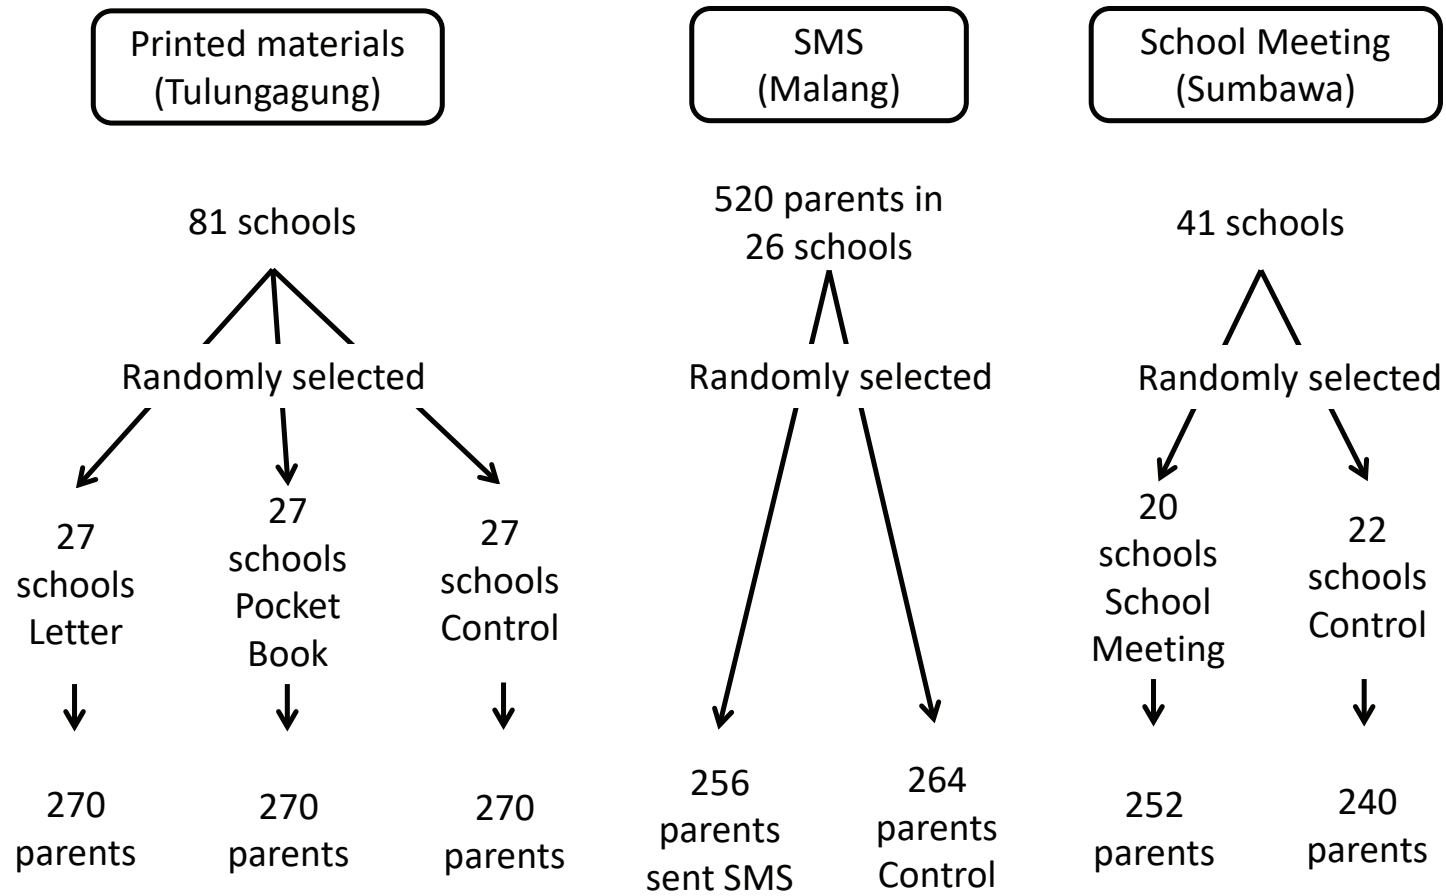 Printed materials
(Tulungagung)
81 schools
Randomly selected
27
schools
Letter
27
schools
Pocket
Book
27
schools
Control
270
parents
270
parents
270
parents
SMS
(Malang)
520 parents in
26 schools
Randomly selected
256
parents
sent SMS
264
parents
Control
School Meeting
(Sumbawa)
41 schools
Randomly selected
20
schools
School
Meeting
22
schools
Control
252
parents
240
parents